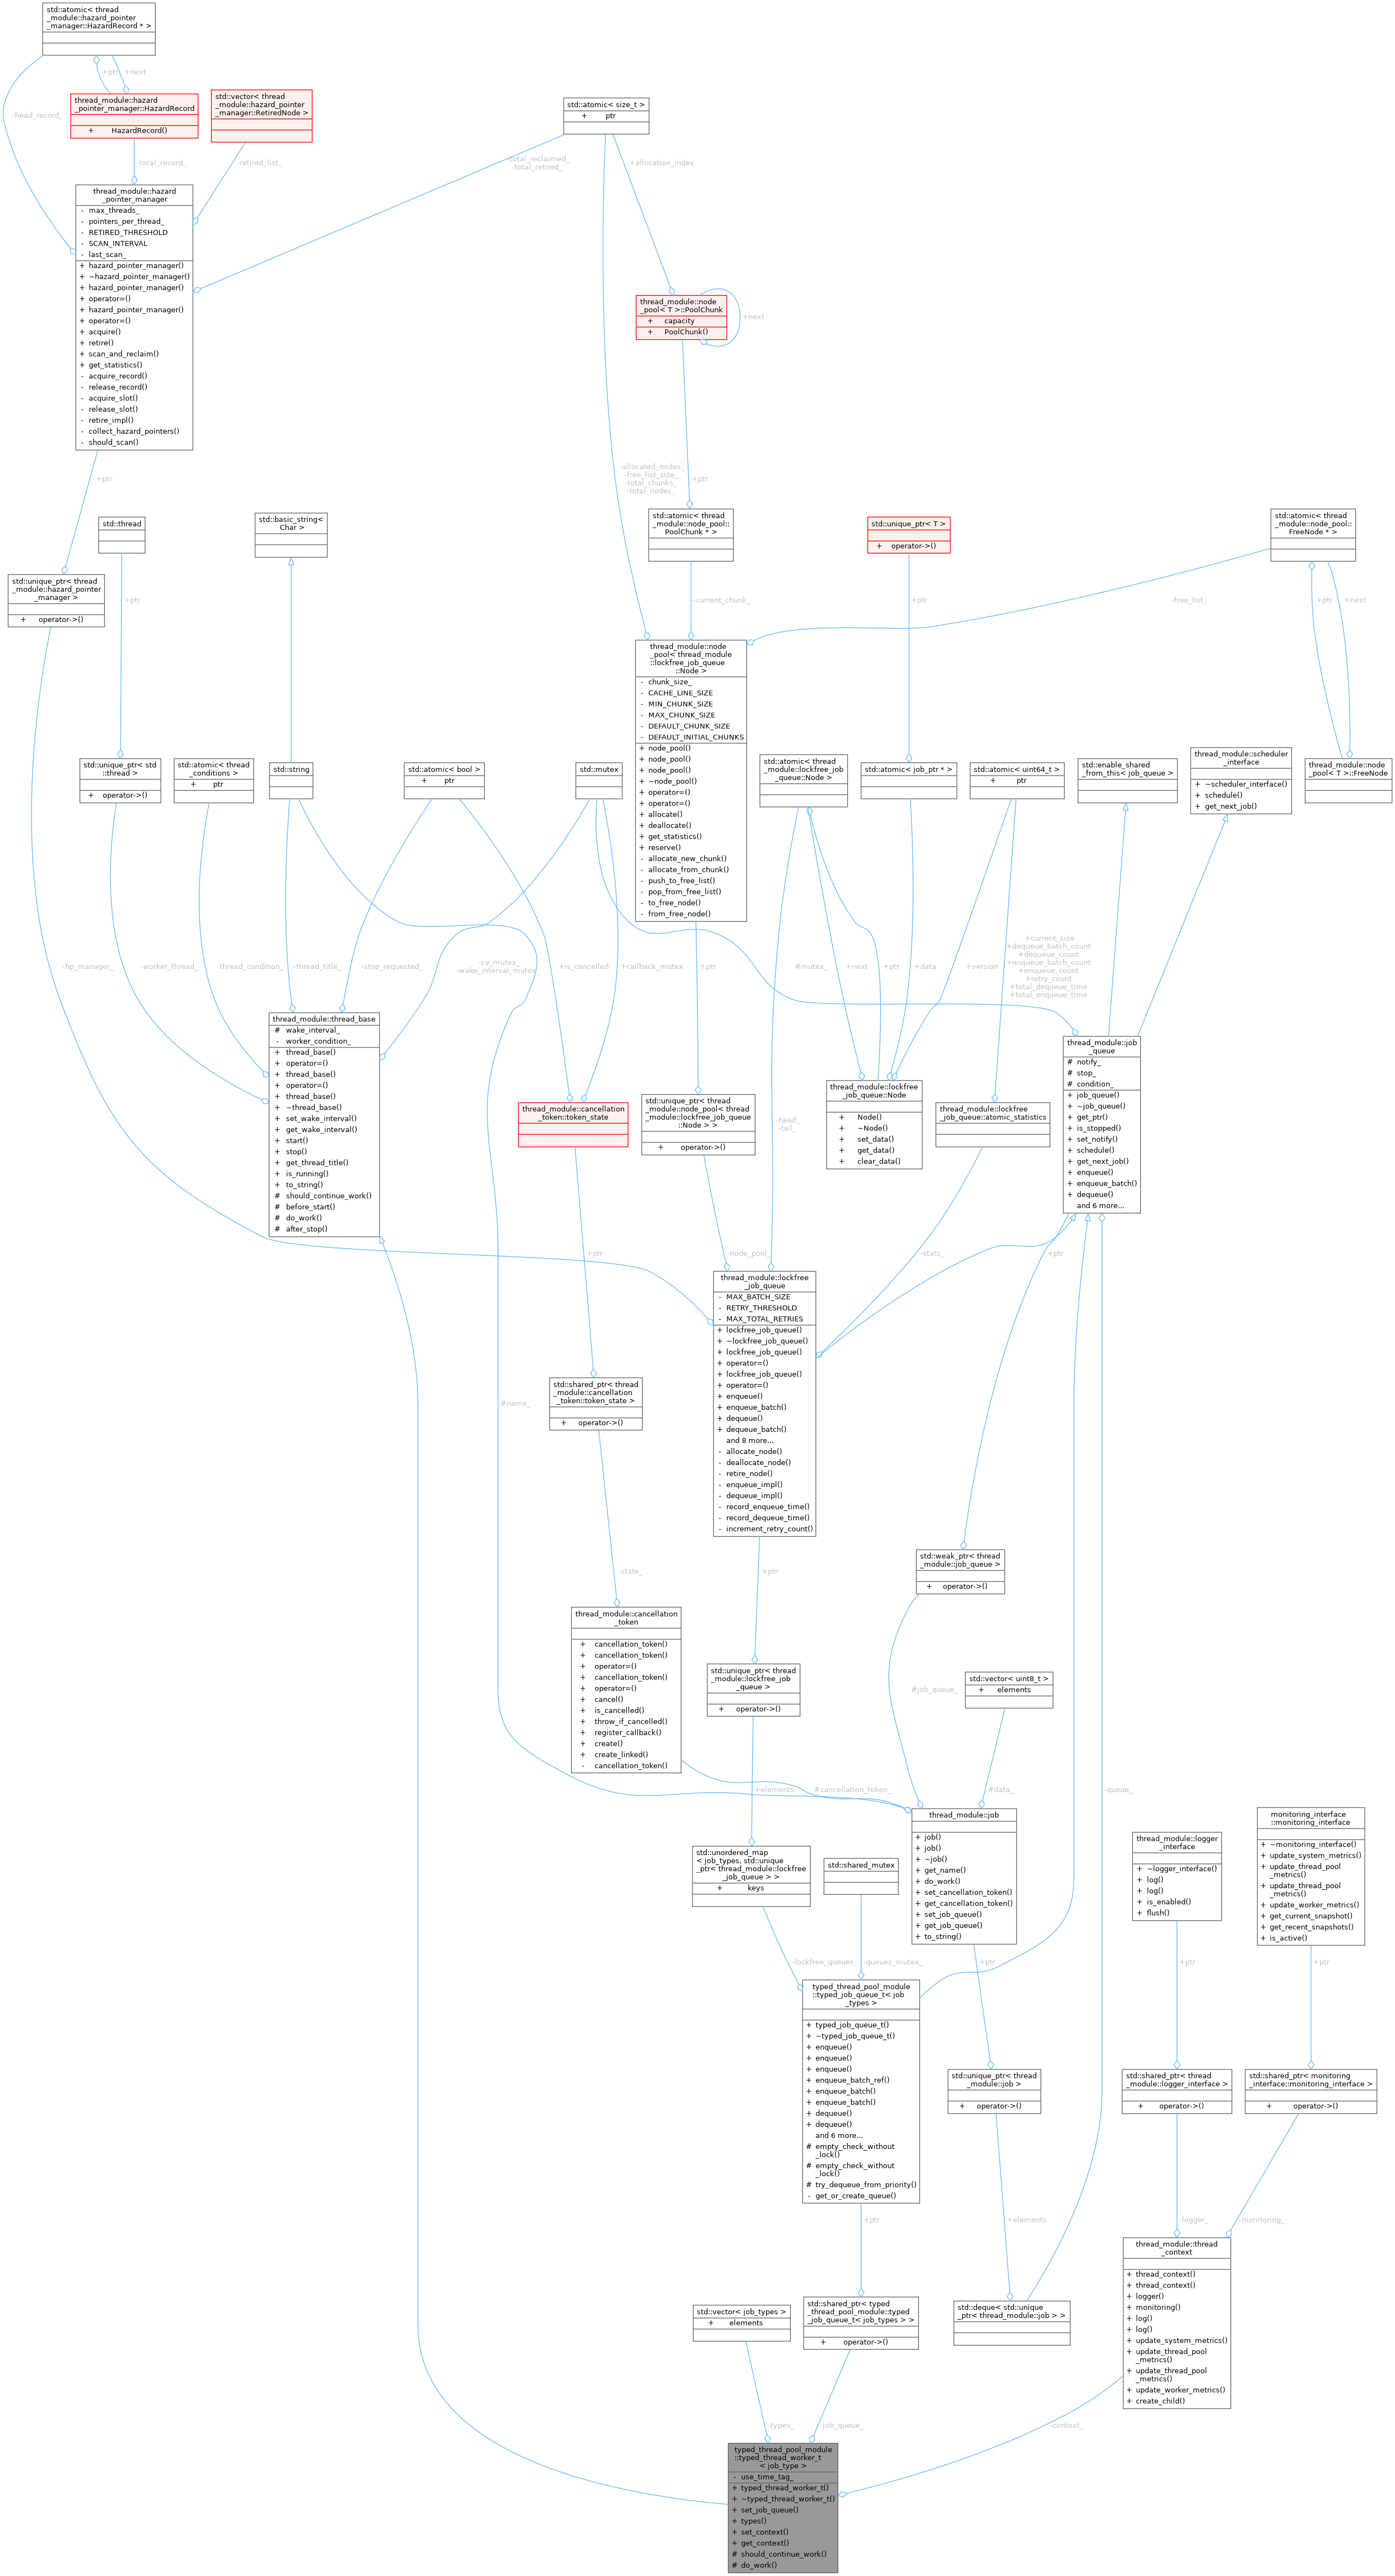 std::atomic< thread
_module::hazard_pointer
_manager::HazardRecord * >
+ptr
+next
-head_record_
thread_module::hazard
_pointer_manager::HazardRecord
+ HazardRecord()
std::vector< thread
_module::hazard_pointer
_manager::RetiredNode >
std::atomic< size_t >
+ ptr
-local_record_
-retired_list_
-total_reclaimed_
-total_retired_
+allocation_index
thread_module::hazard
_pointer_manager
- max_threads_
- pointers_per_thread_
- RETIRED_THRESHOLD
- SCAN_INTERVAL
- last_scan_
+ hazard_pointer_manager()
+ ~hazard_pointer_manager()
+ hazard_pointer_manager()
+ operator=()
+ hazard_pointer_manager()
+ operator=()
+ acquire()
+ retire()
+ scan_and_reclaim()
+ get_statistics()
- acquire_record()
- release_record()
- acquire_slot()
- release_slot()
- retire_impl()
- collect_hazard_pointers()
- should_scan()
thread_module::node
_pool< T >::PoolChunk
+ capacity
+ PoolChunk()
+next
+ptr
-allocated_nodes_
-free_list_size_
-total_chunks_
-total_nodes_
+ptr
std::thread
std::basic_string<
Char >
std::atomic< thread
_module::node_pool::
PoolChunk * >
std::unique_ptr< T >
+ operator->()
std::atomic< thread
_module::node_pool::
FreeNode * >
std::unique_ptr< thread
_module::hazard_pointer
_manager >
+ operator->()
+ptr
-current_chunk_
+ptr
-free_list_
+ptr
+next
thread_module::node
_pool< thread_module
::lockfree_job_queue
::Node >
- chunk_size_
- CACHE_LINE_SIZE
- MIN_CHUNK_SIZE
- MAX_CHUNK_SIZE
- DEFAULT_CHUNK_SIZE
- DEFAULT_INITIAL_CHUNKS
+ node_pool()
+ node_pool()
+ node_pool()
+ ~node_pool()
+ operator=()
+ operator=()
+ allocate()
+ deallocate()
+ get_statistics()
+ reserve()
- allocate_new_chunk()
- allocate_from_chunk()
- push_to_free_list()
- pop_from_free_list()
- to_free_node()
- from_free_node()
std::unique_ptr< std
::thread >
+ operator->()
std::atomic< thread
_conditions >
+ ptr
std::string
std::atomic< bool >
+ ptr
std::mutex
std::atomic< thread
_module::lockfree_job
_queue::Node >
std::atomic< job_ptr * >
std::atomic< uint64_t >
+ ptr
std::enable_shared
_from_this< job_queue >
thread_module::scheduler
_interface
+ ~scheduler_interface()
+ schedule()
+ get_next_job()
thread_module::node
_pool< T >::FreeNode
-hp_manager_
-worker_thread_
-thread_condition_
-thread_title_
-stop_requested_
-cv_mutex_
-wake_interval_mutex_
+is_cancelled
+callback_mutex
+ptr
#mutex_
+next
+ptr
+data
+version
+current_size
+dequeue_batch_count
+dequeue_count
+enqueue_batch_count
+enqueue_count
+retry_count
+total_dequeue_time
+total_enqueue_time
thread_module::thread_base
# wake_interval_
- worker_condition_
+ thread_base()
+ operator=()
+ thread_base()
+ operator=()
+ thread_base()
+ ~thread_base()
+ set_wake_interval()
+ get_wake_interval()
+ start()
+ stop()
+ get_thread_title()
+ is_running()
+ to_string()
# should_continue_work()
# before_start()
# do_work()
# after_stop()
thread_module::cancellation
_token::token_state
std::unique_ptr< thread
_module::node_pool< thread
_module::lockfree_job_queue
::Node > >
+ operator->()
-head_
-tail_
thread_module::lockfree
_job_queue::Node
+ Node()
+ ~Node()
+ set_data()
+ get_data()
+ clear_data()
thread_module::lockfree
_job_queue::atomic_statistics
thread_module::job
_queue
# notify_
# stop_
# condition_
+ job_queue()
+ ~job_queue()
+ get_ptr()
+ is_stopped()
+ set_notify()
+ schedule()
+ get_next_job()
+ enqueue()
+ enqueue_batch()
+ dequeue()
and 6 more...
+ptr
-node_pool_
-stats_
+ptr
thread_module::lockfree
_job_queue
- MAX_BATCH_SIZE
- RETRY_THRESHOLD
- MAX_TOTAL_RETRIES
+ lockfree_job_queue()
+ ~lockfree_job_queue()
+ lockfree_job_queue()
+ operator=()
+ lockfree_job_queue()
+ operator=()
+ enqueue()
+ enqueue_batch()
+ dequeue()
+ dequeue_batch()
and 8 more...
- allocate_node()
- deallocate_node()
- retire_node()
- enqueue_impl()
- dequeue_impl()
- record_enqueue_time()
- record_dequeue_time()
- increment_retry_count()
std::shared_ptr< thread
_module::cancellation
_token::token_state >
+ operator->()
#name_
-state_
+ptr
std::weak_ptr< thread
_module::job_queue >
+ operator->()
thread_module::cancellation
_token
+ cancellation_token()
+ cancellation_token()
+ operator=()
+ cancellation_token()
+ operator=()
+ cancel()
+ is_cancelled()
+ throw_if_cancelled()
+ register_callback()
+ create()
+ create_linked()
- cancellation_token()
std::unique_ptr< thread
_module::lockfree_job
_queue >
+ operator->()
#job_queue_
std::vector< uint8_t >
+ elements
+elements
#cancellation_token_
#data_
-queue_
thread_module::job
+ job()
+ job()
+ ~job()
+ get_name()
+ do_work()
+ set_cancellation_token()
+ get_cancellation_token()
+ set_job_queue()
+ get_job_queue()
+ to_string()
thread_module::logger
_interface
+ ~logger_interface()
+ log()
+ log()
+ is_enabled()
+ flush()
monitoring_interface
::monitoring_interface
+ ~monitoring_interface()
+ update_system_metrics()
+ update_thread_pool
_metrics()
+ update_thread_pool
_metrics()
+ update_worker_metrics()
+ get_current_snapshot()
+ get_recent_snapshots()
+ is_active()
std::unordered_map
< job_types, std::unique
_ptr< thread_module::lockfree
_job_queue > >
+ keys
std::shared_mutex
-lockfree_queues_
-queues_mutex_
+ptr
+ptr
+ptr
typed_thread_pool_module
::typed_job_queue_t< job
_types >
+ typed_job_queue_t()
+ ~typed_job_queue_t()
+ enqueue()
+ enqueue()
+ enqueue()
+ enqueue_batch_ref()
+ enqueue_batch()
+ enqueue_batch()
+ dequeue()
+ dequeue()
and 6 more...
# empty_check_without
_lock()
# empty_check_without
_lock()
# try_dequeue_from_priority()
- get_or_create_queue()
std::unique_ptr< thread
_module::job >
+ operator->()
std::shared_ptr< thread
_module::logger_interface >
+ operator->()
std::shared_ptr< monitoring
_interface::monitoring_interface >
+ operator->()
+ptr
+elements
-logger_
-monitoring_
thread_module::thread
_context
+ thread_context()
+ thread_context()
+ logger()
+ monitoring()
+ log()
+ log()
+ update_system_metrics()
+ update_thread_pool
_metrics()
+ update_thread_pool
_metrics()
+ update_worker_metrics()
+ create_child()
std::vector< job_types >
+ elements
std::shared_ptr< typed
_thread_pool_module::typed
_job_queue_t< job_types > >
+ operator->()
std::deque< std::unique
_ptr< thread_module::job > >
-types_
-job_queue_
-context_
typed_thread_pool_module
::typed_thread_worker_t
< job_type >
- use_time_tag_
+ typed_thread_worker_t()
+ ~typed_thread_worker_t()
+ set_job_queue()
+ types()
+ set_context()
+ get_context()
# should_continue_work()
# do_work()